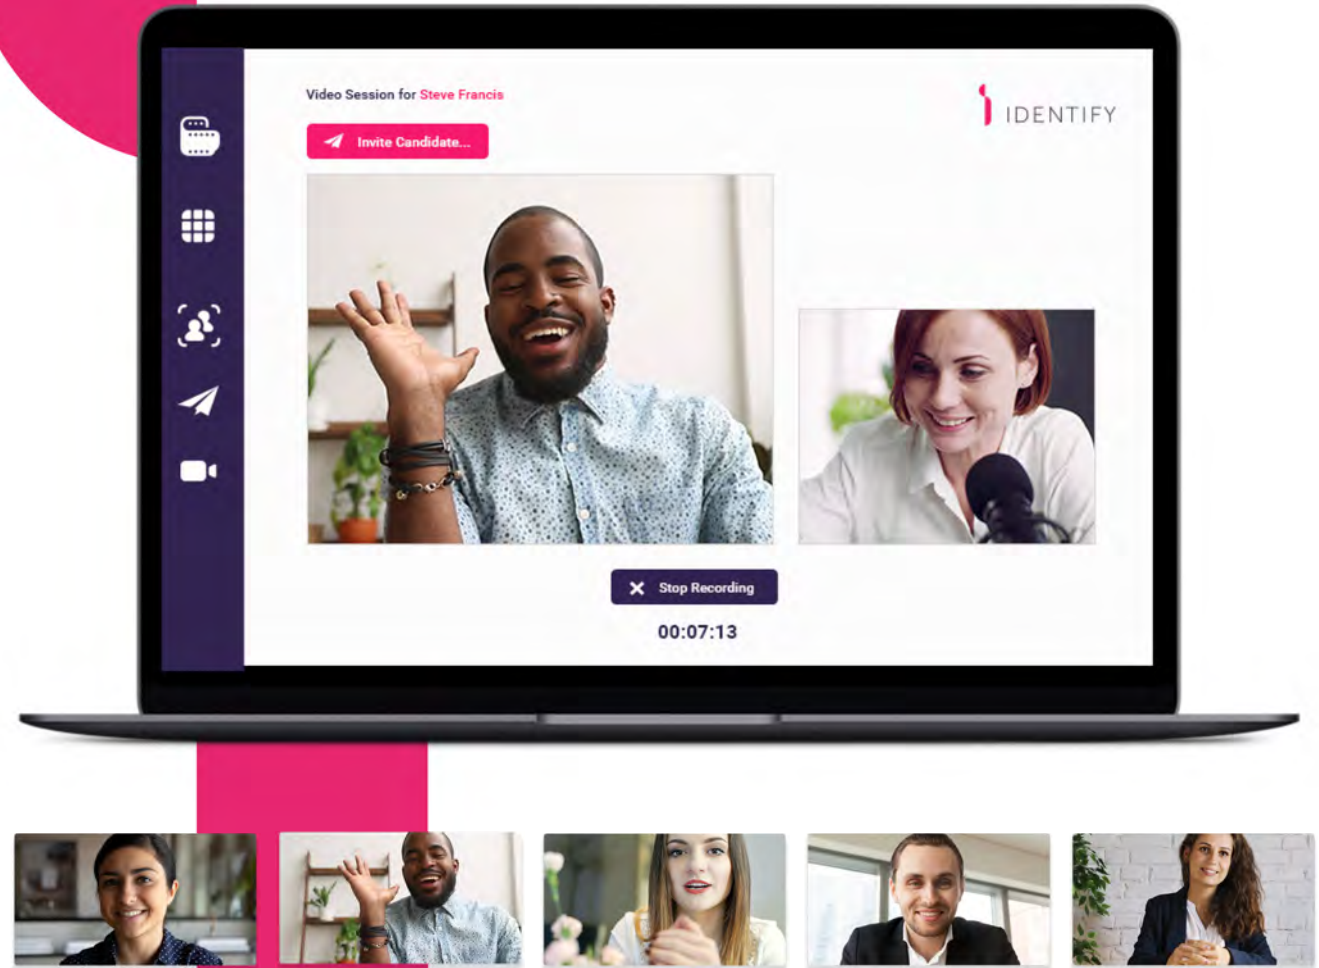 Video Session for Steve Francis
IDENTIFY
Invite Candidate...
Stop Recording
00:07:13